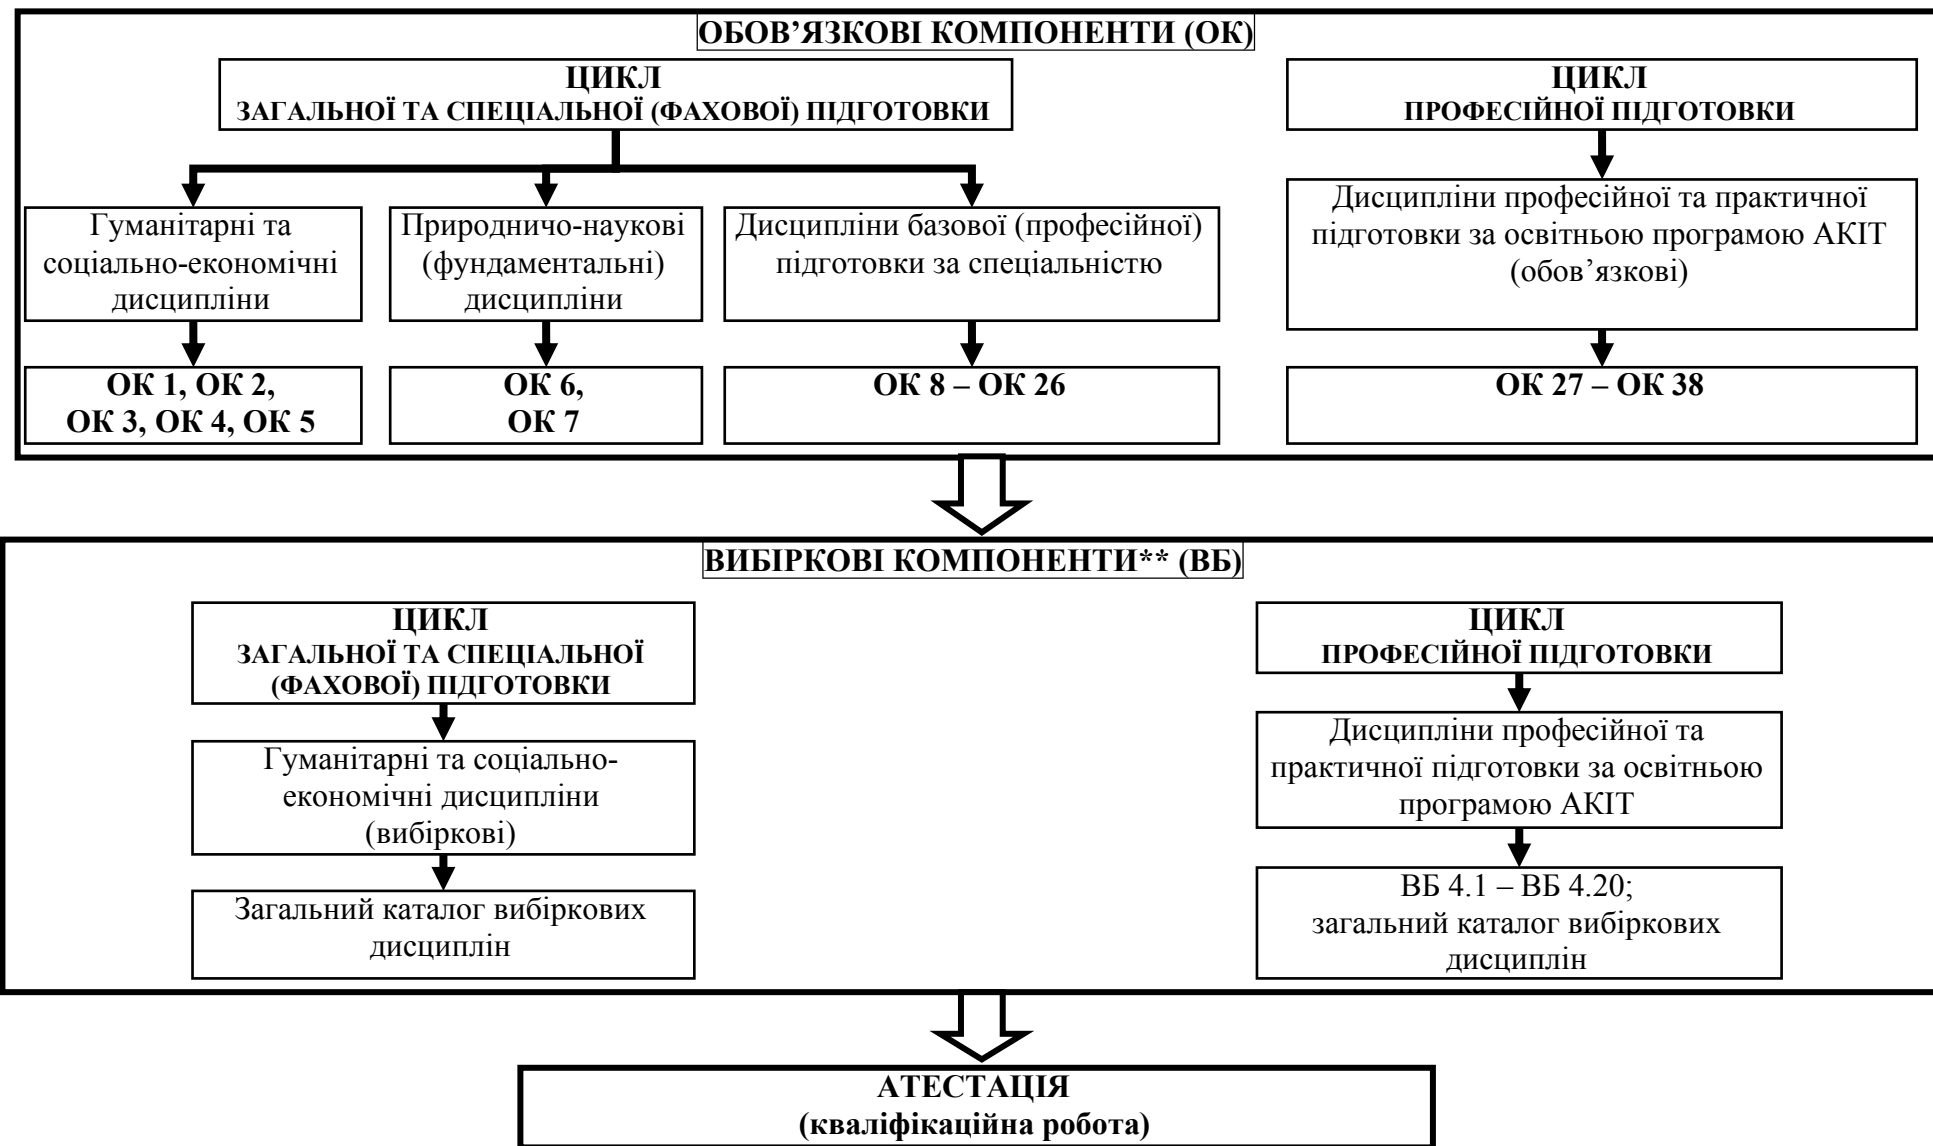 ОБОВ’ЯЗКОВІ КОМПОНЕНТИ (ОК)
ЦИКЛ
ЗАГАЛЬНОЇ ТА СПЕЦІАЛЬНОЇ (ФАХОВОЇ) ПІДГОТОВКИ
ЦИКЛ
ПРОФЕСІЙНОЇ ПІДГОТОВКИ
Гуманітарні та
соціально-економічні
дисципліни
Природничо-наукові
(фундаментальні)
дисципліни
Дисципліни базової (професійної)
підготовки за спеціальністю
Дисципліни професійної та практичної
підготовки за освітньою програмою АКІТ
(обов’язкові)
ОК 1, ОК 2,
ОК 3, ОК 4, ОК 5
ОК 6,
ОК 7
ОК 8 – ОК 26
ОК 27 – ОК 38
ВИБІРКОВІ КОМПОНЕНТИ** (ВБ)
ЦИКЛ
ЗАГАЛЬНОЇ ТА СПЕЦІАЛЬНОЇ
(ФАХОВОЇ) ПІДГОТОВКИ
ЦИКЛ
ПРОФЕСІЙНОЇ ПІДГОТОВКИ
Гуманітарні та соціально-
економічні дисципліни
(вибіркові)
Дисципліни професійної та
практичної підготовки за освітньою
програмою АКІТ
Загальний каталог вибіркових
дисциплін
ВБ 4.1 – ВБ 4.20;
загальний каталог вибіркових
дисциплін
АТЕСТАЦІЯ
(кваліфікаційна робота)